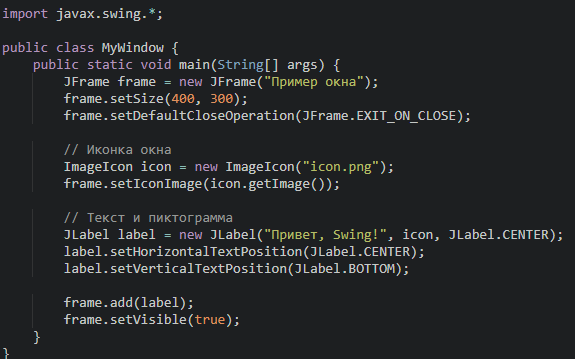 import javax.swing.*;
public class MyWindow {
public static void main(String[] args) {
JFrame frame = new JFrame("Пример окна");
frame.setSize(400, 300);
frame.setDefaultCloseOperation(JFrame.EXIT_ON_CLOSE);
// Иконка окна
ImageIcon icon = new ImageIcon("icon.png");
frame.setIconImage(icon.getImage());
// Текст и пиктограмма
JLabel label = new JLabel("Привет, Swing!", icon, JLabel.CENTER);
label.setHorizontalTextPosition(JLabel.CENTER);
label.setVerticalTextPosition(JLabel.BOTTOM);
frame.add(label);
frame.setVisible(true);
}
}